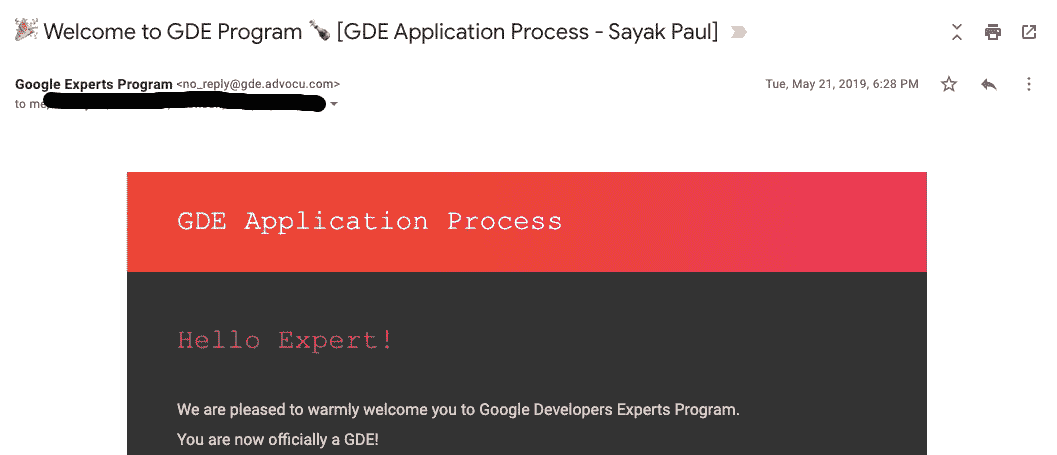 🎉 Welcome to GDE Program 🍾 [GDE Application Process - Sayak Paul]
Google Experts Program <no_reply@gde.advocu.com>
Tue, May 21, 2019, 6:28 PM
to me,
GDE Application Process
Hello Expert!
We are pleased to warmly welcome you to Google Developers Experts Program.
You are now officially a GDE!